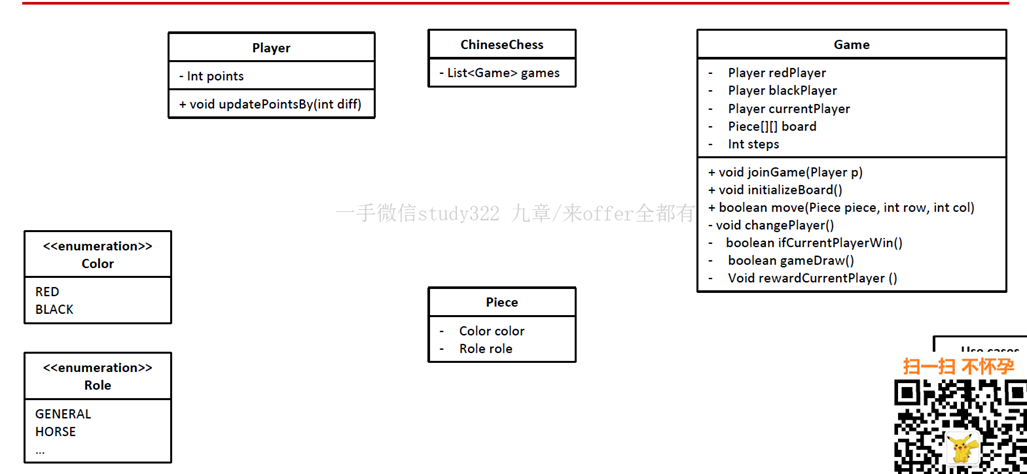 Player
- Int points
+ void updatePointsBy(int diff)
ChineseChess
- List<Game> games
Game
- Player redPlayer
- Player blackPlayer
- Player currentPlayer
- Piece[][] board
- Int steps
+ void joinGame(Player p)
+ void initializeBoard()
+ boolean move(Piece piece, int row, int col)
- void changePlayer()
- boolean ifCurrentPlayerWin()
- boolean gameDraw()
- Void rewardCurrentPlayer ()
一手微信study322 九章/来offer全都有
<<enumeration>>
Color
RED
BLACK
Piece
- Color color
- Role role
<<enumeration>>
Role
GENERAL
HORSE
...
Use cases
扫一扫 不怀孕